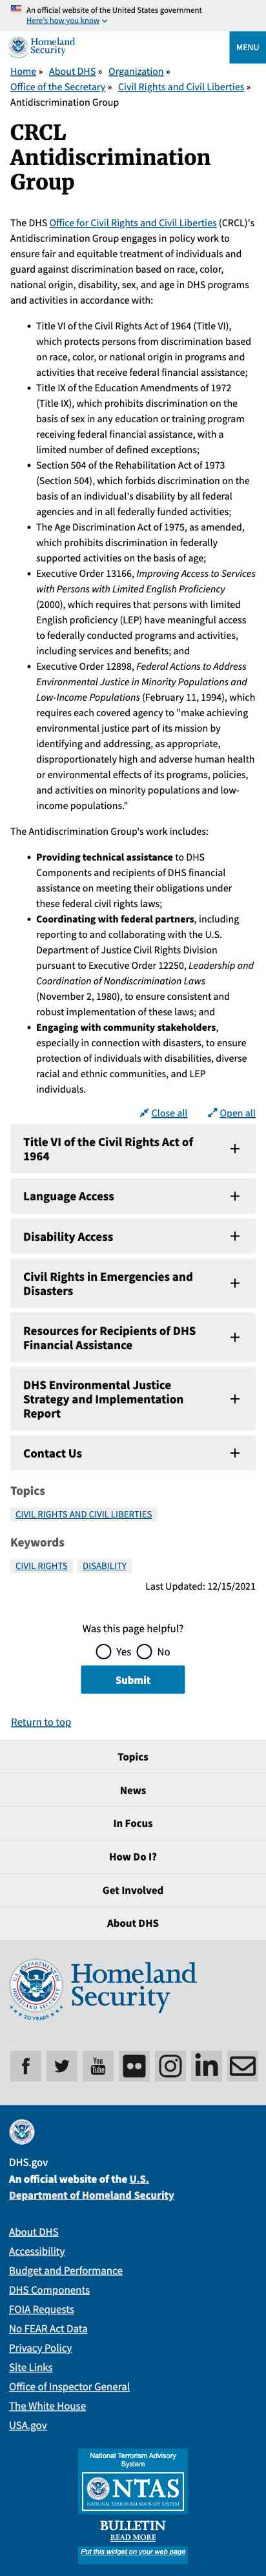 An official website of the United States government
Here's how you know
Homeland
Security
MENU
Home » About DHS » Organization »
Office of the Secretary » Civil Rights and Civil Liberties »
Antidiscrimination Group
CRCL
Antidiscrimination
Group
The DHS Office for Civil Rights and Civil Liberties (CRCL)'s
Antidiscrimination Group engages in policy work to
ensure fair and equitable treatment of individuals and
guard against discrimination based on race, color,
national origin, disability, sex, and age in DHS programs
and activities in accordance with:
• Title VI of the Civil Rights Act of 1964 (Title VI),
which protects persons from discrimination based
on race, color, or national origin in programs and
activities that receive federal financial assistance;
• Title IX of the Education Amendments of 1972
(Title IX), which prohibits discrimination on the
basis of sex in any education or training program
receiving federal financial assistance, with a
limited number of defined exceptions;
• Section 504 of the Rehabilitation Act of 1973
(Section 504), which forbids discrimination on the
basis of an individual's disability by all federal
agencies and in all federally funded activities;
• The Age Discrimination Act of 1975, as amended,
which prohibits discrimination in federally
supported activities on the basis of age;
• Executive Order 13166, Improving Access to Services
with Persons with Limited English Proficiency
(2000), which requires that persons with limited
English proficiency (LEP) have meaningful access
to federally conducted programs and activities,
including services and benefits; and
• Executive Order 12898, Federal Actions to Address
Environmental Justice in Minority Populations and
Low-Income Populations (February 11, 1994), which
requires each covered agency to "make achieving
environmental justice part of its mission by
identifying and addressing, as appropriate,
disproportionately high and adverse human health
or environmental effects of its programs, policies,
and activities on minority populations and low-
income populations."
The Antidiscrimination Group's work includes:
• Providing technical assistance to DHS
Components and recipients of DHS financial
assistance on meeting their obligations under
these federal civil rights laws;
• Coordinating with federal partners, including
reporting to and collaborating with the U.S.
Department of Justice Civil Rights Division
pursuant to Executive Order 12250, Leadership and
Coordination of Nondiscrimination Laws
(November 2, 1980), to ensure consistent and
robust implementation of these laws; and
• Engaging with community stakeholders,
especially in connection with disasters, to ensure
protection of individuals with disabilities, diverse
racial and ethnic communities, and LEP
individuals.
Close all Open all
Title VI of the Civil Rights Act of
1964
Language Access
Disability Access
Civil Rights in Emergencies and
Disasters
Resources for Recipients of DHS
Financial Assistance
DHS Environmental Justice
Strategy and Implementation
Report
Contact Us
Topics
CIVIL RIGHTS AND CIVIL LIBERTIES
Keywords
CIVIL RIGHTS DISABILITY
Last Updated: 12/15/2021
Was this page helpful?
Yes No
Submit
Return to top
Topics
News
In Focus
How Do I?
Get Involved
About DHS
Homeland
Security
20 YEARS
You
Tube
DHS.gov
An official website of the U.S.
Department of Homeland Security
About DHS
Accessibility
Budget and Performance
DHS Components
FOIA Requests
No FEAR Act Data
Privacy Policy
Site Links
Office of Inspector General
The White House
USA.gov
National Terrorism Advisory
System
NTAS
NATIONAL TERRORISM ADVISORY SYSTEM
BULLETIN
READ MORE
Put this widget on your web page